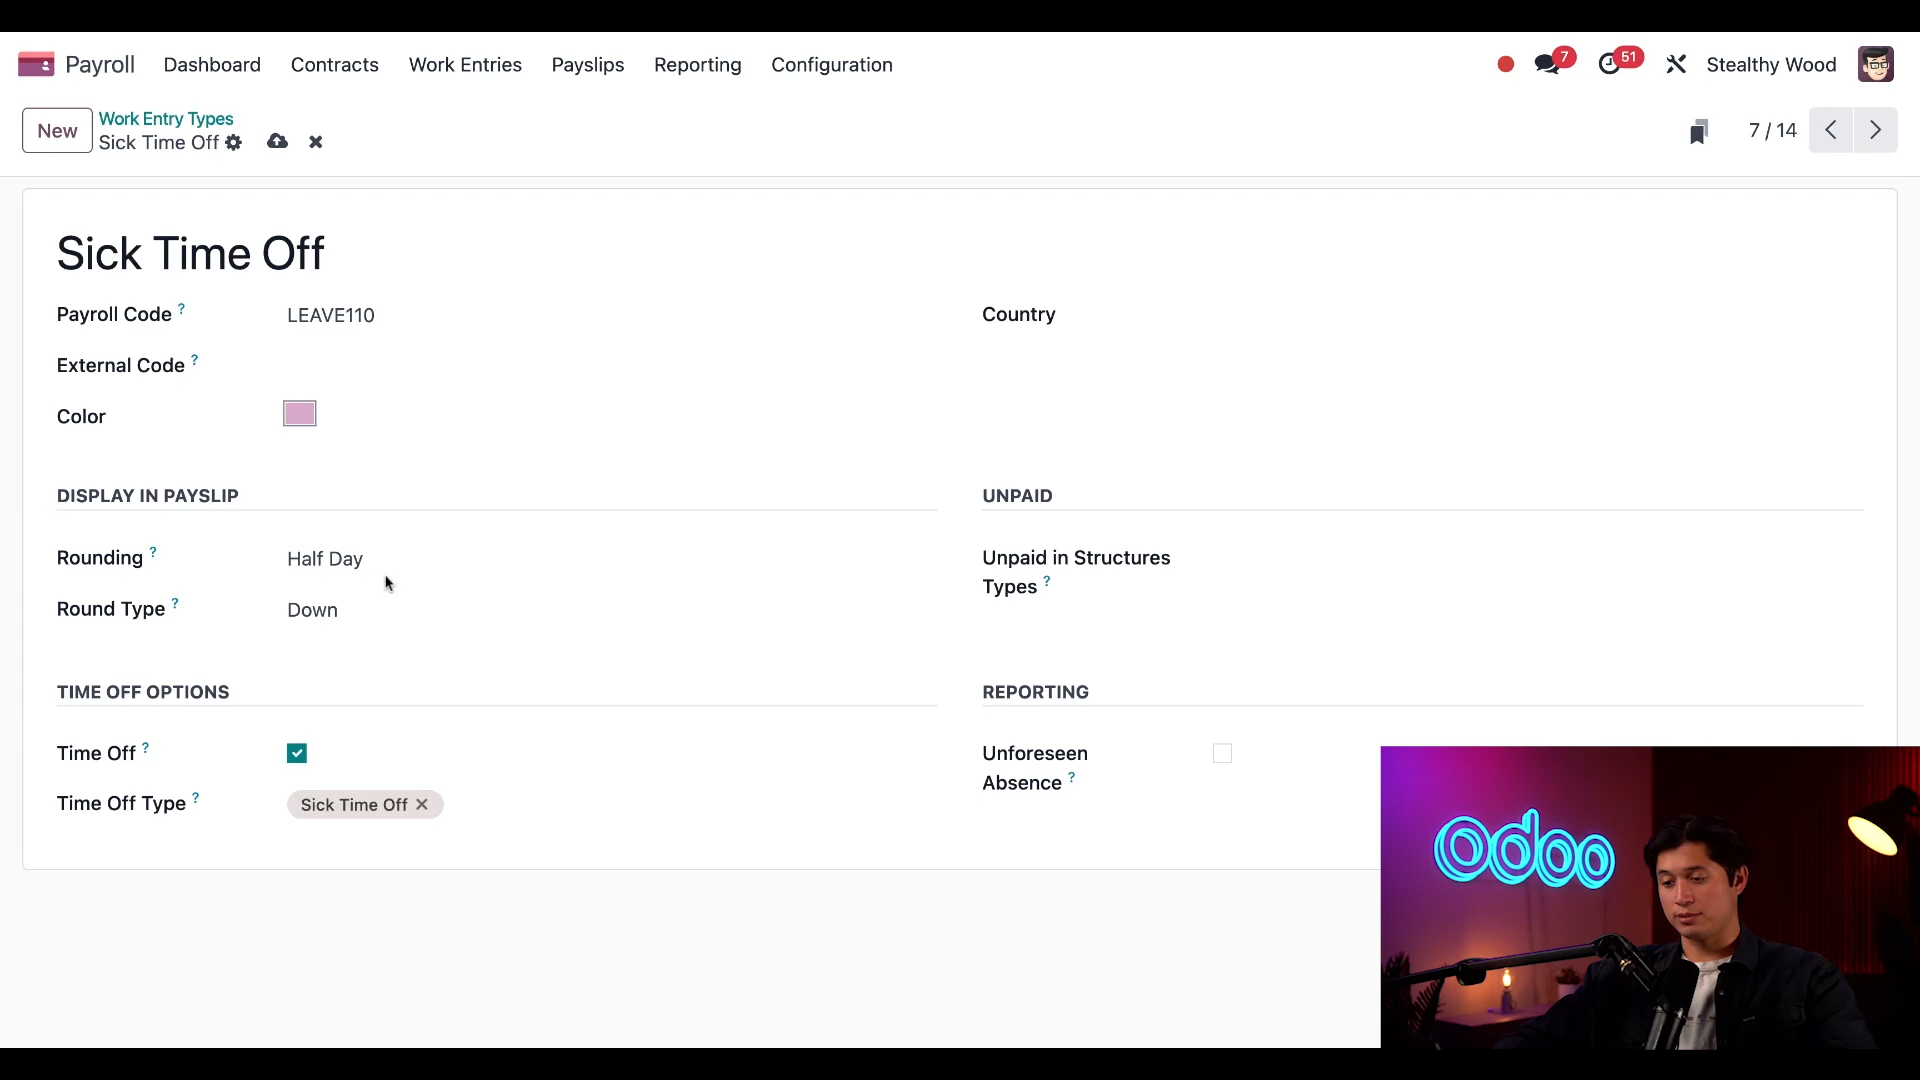 Payroll Dashboard Contracts Work Entries Payslips Reporting Configuration 7 51 Stealthy Wood
New Work Entry Types
Sick Time Off
7 / 14
Sick Time Off
Payroll Code ? LEAVE110
Country
External Code ?
Color
DISPLAY IN PAYSLIP
UNPAID
Rounding ? Half Day
Unpaid in Structures
Types ?
Round Type ? Down
TIME OFF OPTIONS
REPORTING
Time Off ?
Unforeseen
Absence ?
Time Off Type ? Sick Time Off
odoo